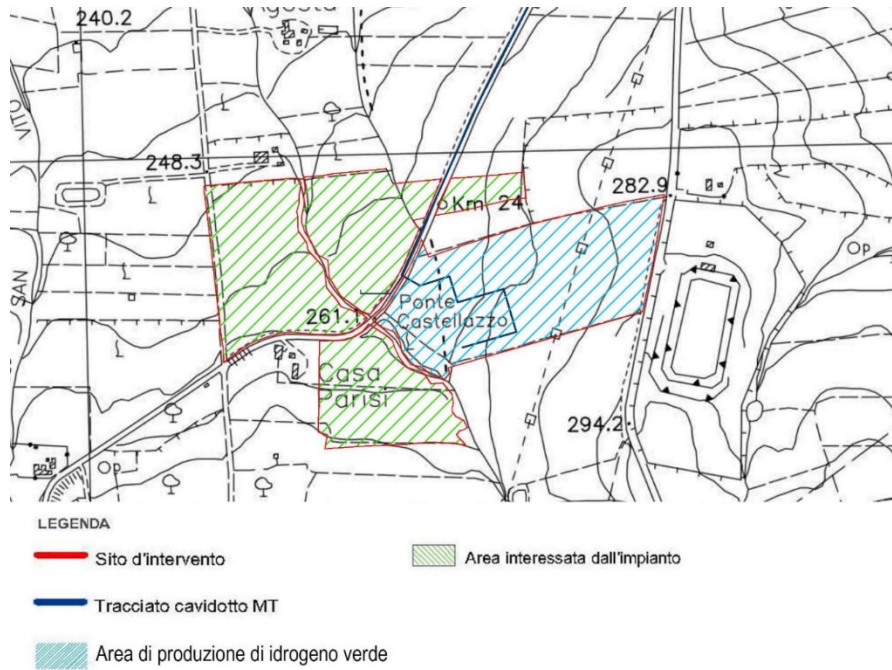 240.2
Agosta
VITO
248.3
282.9
Km 24
Op
SAN
Ponte
261.1
Castellazzo
Casa
Parisi
294.2
Op
LEGENDA
Sito d'intervento
Area interessata dall'impianto
Tracciato cavidotto MT
Area di produzione di idrogeno verde